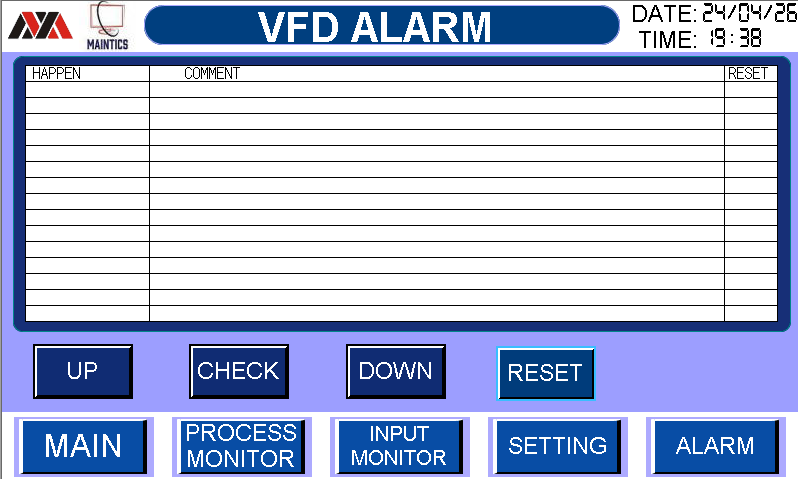 MAINTICS
VFD ALARM
DATE: 24/04/26
TIME: 19:38
HAPPEN COMMENT RESET
UP CHECK DOWN RESET
MAIN
PROCESS
MONITOR
INPUT
MONITOR
SETTING
ALARM